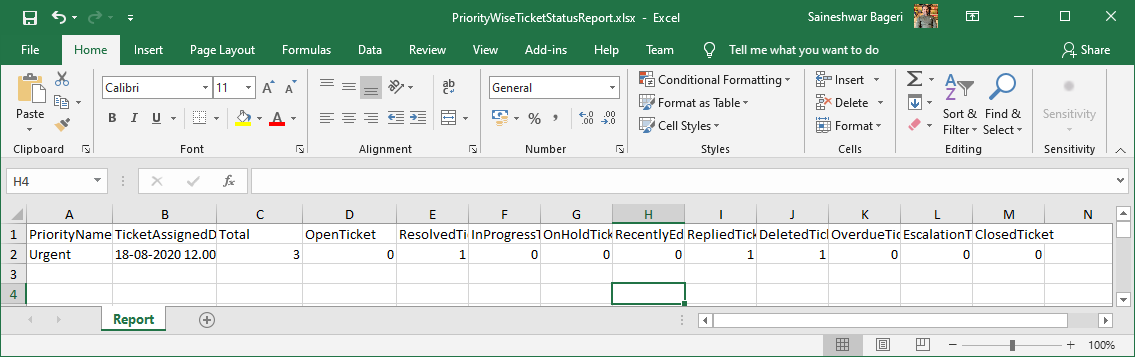 PriorityWiseTicketStatusReport.xlsx - Excel
Saineshwar Bageri
File Home Insert Page Layout Formulas Data Review View Add-ins Help Team Tell me what you want to do Share
Calibri 11 General Conditional Formatting Insert
Paste Format as Table Delete Sort & Filter Find & Select Sensitivity
B I U A Cell Styles Format
Clipboard Font Alignment Number Styles Cells Editing Sensitivity
H4 fx
A B C D E F G H I J K L M N
1 PriorityName TicketAssignedD Total OpenTicket ResolvedTi InProgressT OnHoldTick RecentlyEd RepliedTick DeletedTick OverdueTic EscalationT ClosedTicket
2 Urgent 18-08-2020 12.00 3 0 1 0 0 0 1 1 0 0 0
3
4
Report
100%